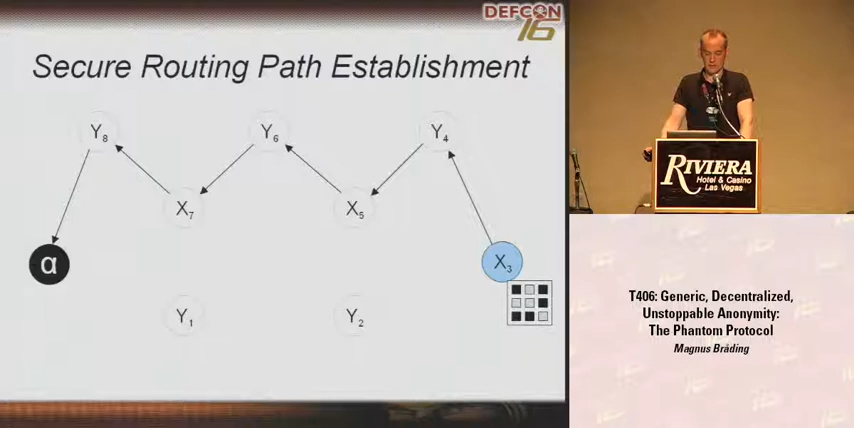 DEFCON
16
Secure Routing Path Establishment
Y8
Y6
Y4
X7
X5
α
X3
Y1
Y2
RIVIERA
Hotel & Casino
Las Vegas
T406: Generic, Decentralized,
Unstoppable Anonymity:
The Phantom Protocol
Magnus Bråding